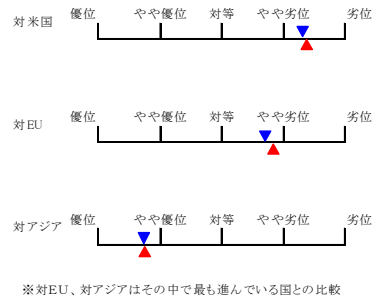 対米国 優位 やや優位 対等 やや劣位 劣位
対EU 優位 やや優位 対等 やや劣位 劣位
対アジア 優位 やや優位 対等 やや劣位 劣位
※対EU、対アジアはその中で最も進んでいる国との比較